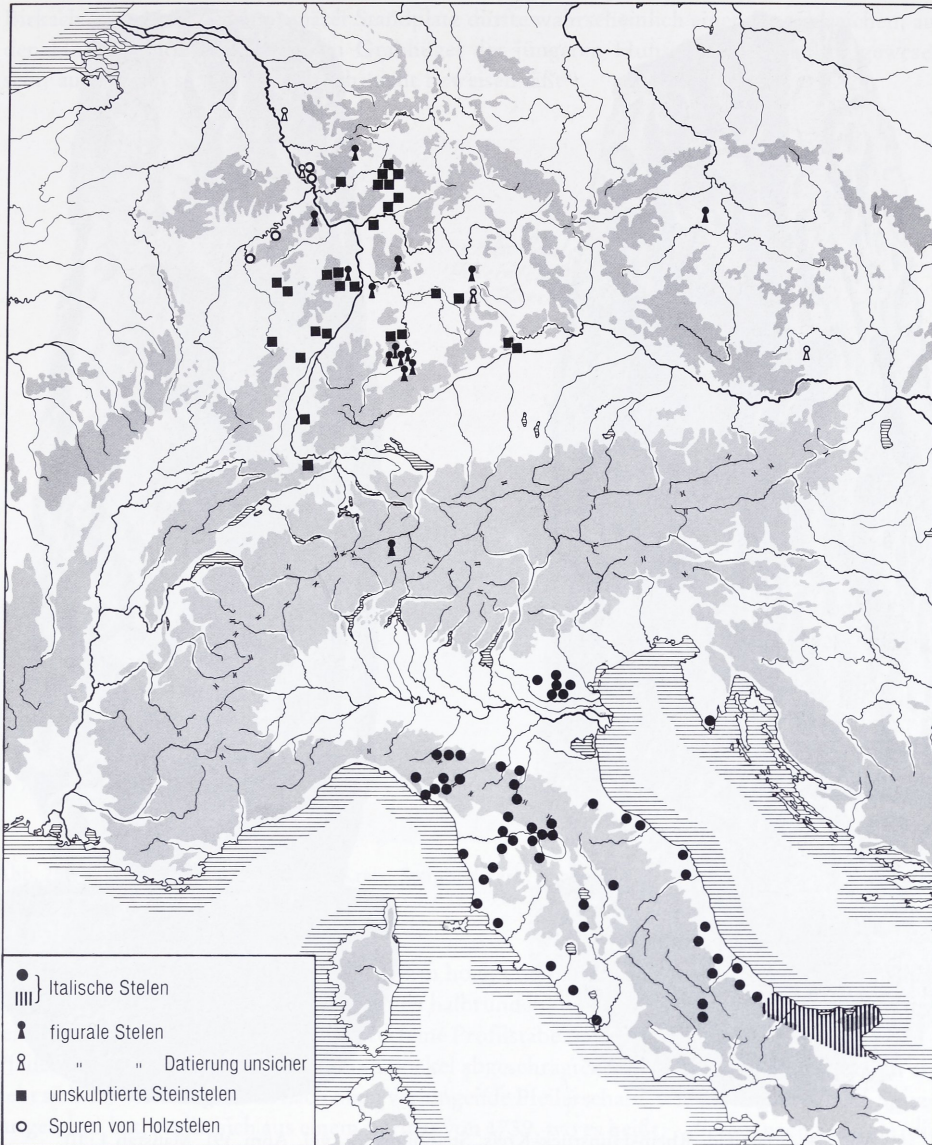 Italische Stelen
figurale Stelen
" " Datierung unsicher
unskulptierte Steinstelen
Spuren von Holzstelen